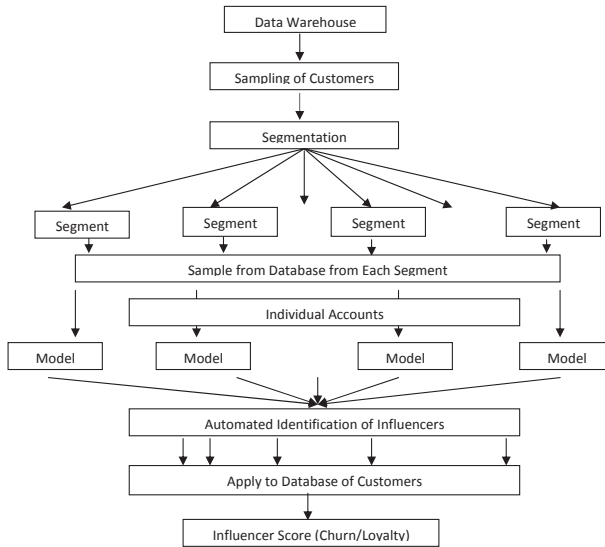 Data Warehouse
Sampling of Customers
Segmentation
Segment
Segment
Segment
Segment
Sample from Database from Each Segment
Individual Accounts
Model
Model
Model
Model
Automated Identification of Influencers
Apply to Database of Customers
Influencer Score (Churn/Loyalty)